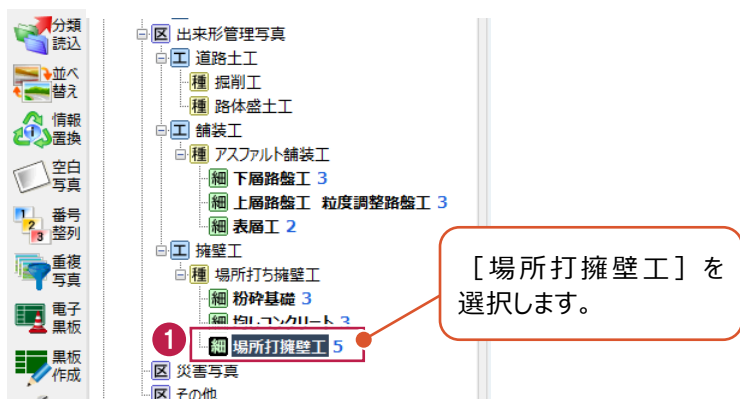 分類
読込
並べ
替え
情報
置換
空白
写真
番号
整列
重複
写真
電子
黒板
黒板
作成
区 出来形管理写真
工 道路土工
種 掘削工
種 路体盛土工
工 舗装工
種 アスファルト舗装工
細 下層路盤工 3
細 上層路盤工 粒度調整路盤工 3
細 表層工 2
工 擁壁工
種 場所打ち擁壁工
細 粉砕基礎 3
細 均しコンクリート 3
1 細 場所打擁壁工 5
区 災害写真
区 その他
[場所打擁壁工]を
選択します。